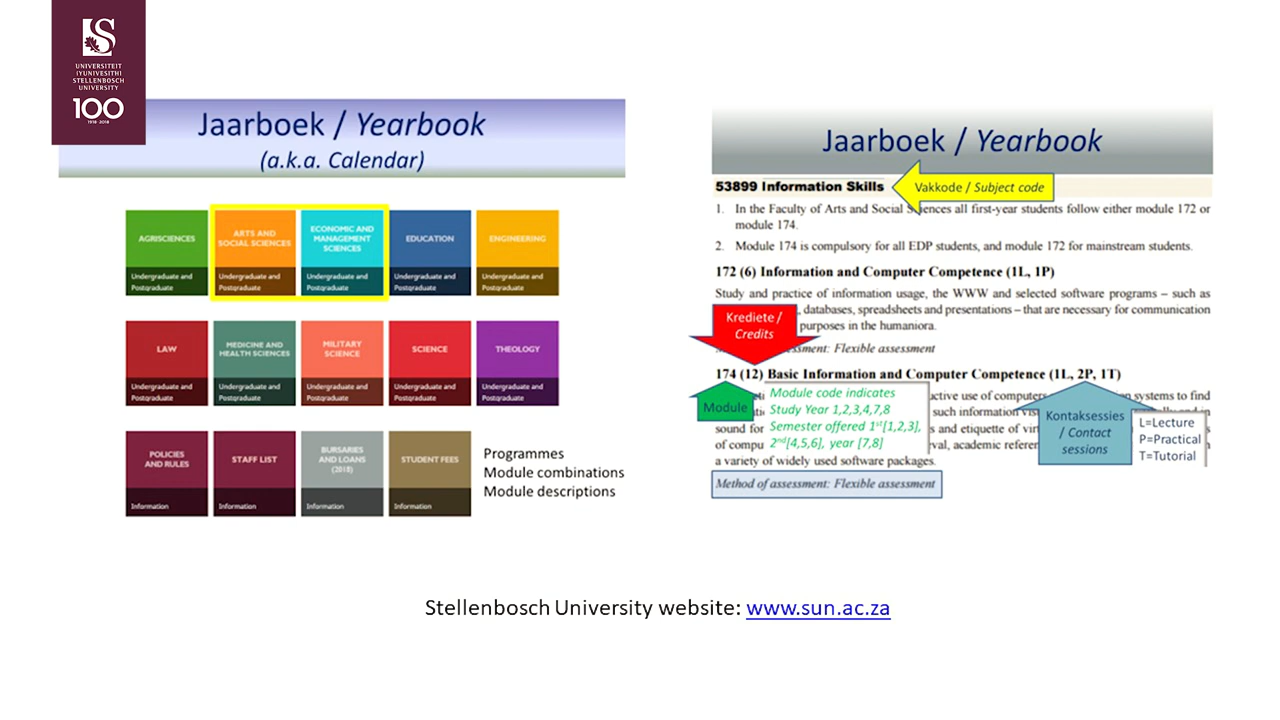 UNIVERSITEIT
IYUNIVESITHI
STELLENBOSCH
UNIVERSITY
100
1918·2018
Jaarboek / Yearbook
(a.k.a. Calendar)
AGRISCIENCES
Undergraduate and
Postgraduate
ARTS AND
SOCIAL SCIENCES
Undergraduate and
Postgraduate
ECONOMIC AND
MANAGEMENT
SCIENCES
Undergraduate and
Postgraduate
EDUCATION
Undergraduate and
Postgraduate
ENGINEERING
Undergraduate and
Postgraduate
LAW
Undergraduate and
Postgraduate
MEDICINE AND
HEALTH SCIENCES
Undergraduate and
Postgraduate
MILITARY
SCIENCE
Undergraduate and
Postgraduate
SCIENCE
Undergraduate and
Postgraduate
THEOLOGY
Undergraduate and
Postgraduate
POLICIES
AND RULES
Information
STAFF LIST
Information
BURSARIES
AND LOANS
(2018)
Information
STUDENT FEES
Information
Programmes
Module combinations
Module descriptions
Jaarboek / Yearbook
53899 Information Skills
Vakkode / Subject code
1. In the Faculty of Arts and Social Sciences all first-year students follow either module 172 or
module 174.
2. Module 174 is compulsory for all EDP students, and module 172 for mainstream students.
172 (6) Information and Computer Competence (1L, 1P)
Study and practice of information usage, the WWW and selected software programs – such as
, databases, spreadsheets and presentations – that are necessary for communication
purposes in the humaniora.
Krediete /
Credits
assessment: Flexible assessment
174 (12) Basic Information and Computer Competence (1L, 2P, 1T)
use of computers systems to find
such information
sound for and etiquette of
of academic
a variety of widely used software packages.
Module
Module code indicates
Study Year 1,2,3,4,7,8
Semester offered 1st[1,2,3],
2nd[4,5,6], year [7,8]
Kontaksessies
/ Contact
sessions
L=Lecture
P=Practical
T=Tutorial
Method of assessment: Flexible assessment
Stellenbosch University website: www.sun.ac.za